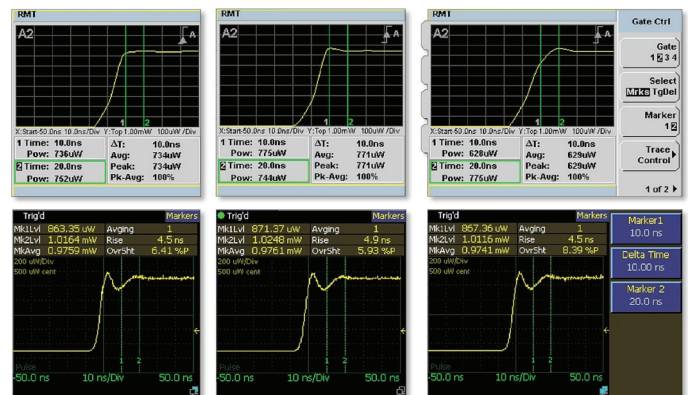 RMT
A2
A
1
2
X:Start-50.0ns 10.0ns/Div Y:Top 1.00mW 100uW/Div
1 Time: 10.0ns
Pow: 736uW
2 Time: 20.0ns
Pow: 752uW
ΔT: 10.0ns
Avg: 734uW
Peak: 734uW
Pk-Avg: 100%
RMT
A2
A
1
2
X:Start-50.0ns 10.0ns/Div Y:Top 1.00mW 100uW/Div
1 Time: 10.0ns
Pow: 775uW
2 Time: 20.0ns
Pow: 744uW
ΔT: 10.0ns
Avg: 771uW
Peak: 771uW
Pk-Avg: 100%
RMT
A2
A
1
2
X:Start-50.0ns 10.0ns/Div Y:Top 1.00mW 100uW/Div
1 Time: 10.0ns
Pow: 628uW
2 Time: 20.0ns
Pow: 775uW
ΔT: 10.0ns
Avg: 629uW
Peak: 629uW
Pk-Avg: 100%
Gate Ctrl
Gate
1 2 3 4
Select
Mrks TgDel
Marker
1 2
Trace
Control
1 of 2
Trig'd Markers
Mk1Lvl 863.35 uW Avging 1
Mk2Lvl 1.0164 mW Rise 4.5 ns
MkAvg 0.9759 mW OvrSht 6.41 %P
200 uW/Div
500 uW cent
1
2
Pulse
-50.0 ns 10 ns/Div 50.0 ns
Trig'd Markers
Mk1Lvl 871.37 uW Avging 1
Mk2Lvl 1.0248 mW Rise 4.9 ns
MkAvg 0.9761 mW OvrSht 5.93 %P
200 uW/Div
500 uW cent
1
2
Pulse
-50.0 ns 10 ns/Div 50.0 ns
Trig'd Markers
Mk1Lvl 867.36 uW Avging 1
Mk2Lvl 1.0116 mW Rise 4.5 ns
MkAvg 0.9741 mW OvrSht 8.39 %P
200 uW/Div
500 uW cent
1
2
Pulse
-50.0 ns 10 ns/Div 50.0 ns
Marker1
10.0 ns
Delta Time
10.00 ns
Marker 2
20.0 ns